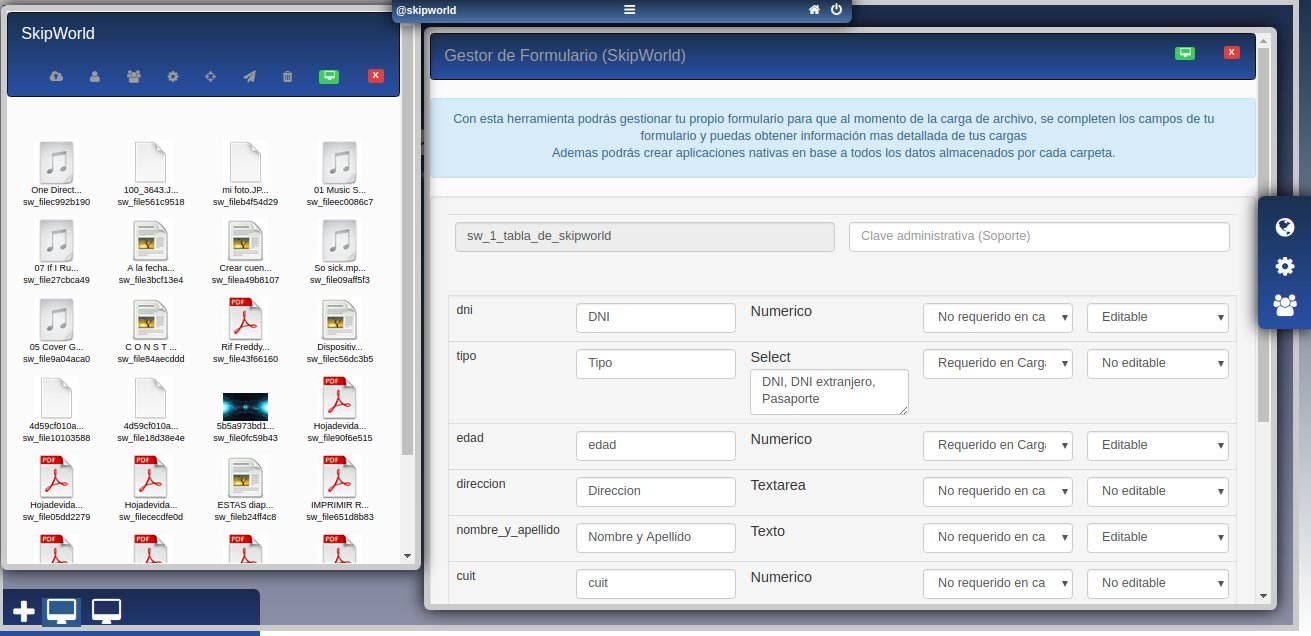 @skipworld
SkipWorld
X
One Direct...
sw_filec992b190
100_3643.J...
sw_file561c9518
mi foto.JP...
sw_fileb4f54d29
01 Music S...
sw_fileec0086c7
07 If I Ru...
sw_file27cbca49
A la fecha...
sw_file3bcf13e4
Crear cuen...
sw_filea49b8107
So sick.mp...
sw_file09aff5f3
05 Cover G...
sw_file9a04aca0
C O N S T ...
sw_file84aecddd
PDF
Rif Freddy...
sw_file43f66160
Dispositiv...
sw_filec56dc3b5
4d59cf010a...
sw_file10103588
4d59cf010a...
sw_file18d38e4e
5b5a973bd1...
sw_file0fc59b43
PDF
Hojadevida...
sw_file90f6e515
PDF
Hojadevida...
sw_file05dd2279
PDF
Hojadevida...
sw_filececdfe0d
ESTAS diap...
sw_fileb24ff4c8
PDF
IMPRIMIR R...
sw_file651d8b83
PDF
PDF
PDF
PDF
Gestor de Formulario (SkipWorld)
X
Con esta herramienta podrás gestionar tu propio formulario para que al momento de la carga de archivo, se completen los campos de tu
formulario y puedas obtener información mas detallada de tus cargas
Ademas podrás crear aplicaciones nativas en base a todos los datos almacenados por cada carpeta.
sw_1_tabla_de_skipworld
Clave administrativa (Soporte)
dni
DNI
Numerico
No requerido en ca
Editable
tipo
Tipo
Select
DNI, DNI extranjero,
Pasaporte
Requerido en Carga
No editable
edad
edad
Numerico
Requerido en Carga
Editable
direccion
Direccion
Textarea
No requerido en ca
No editable
nombre_y_apellido
Nombre y Apellido
Texto
No requerido en ca
Editable
cuit
cuit
Numerico
No requerido en ca
No editable